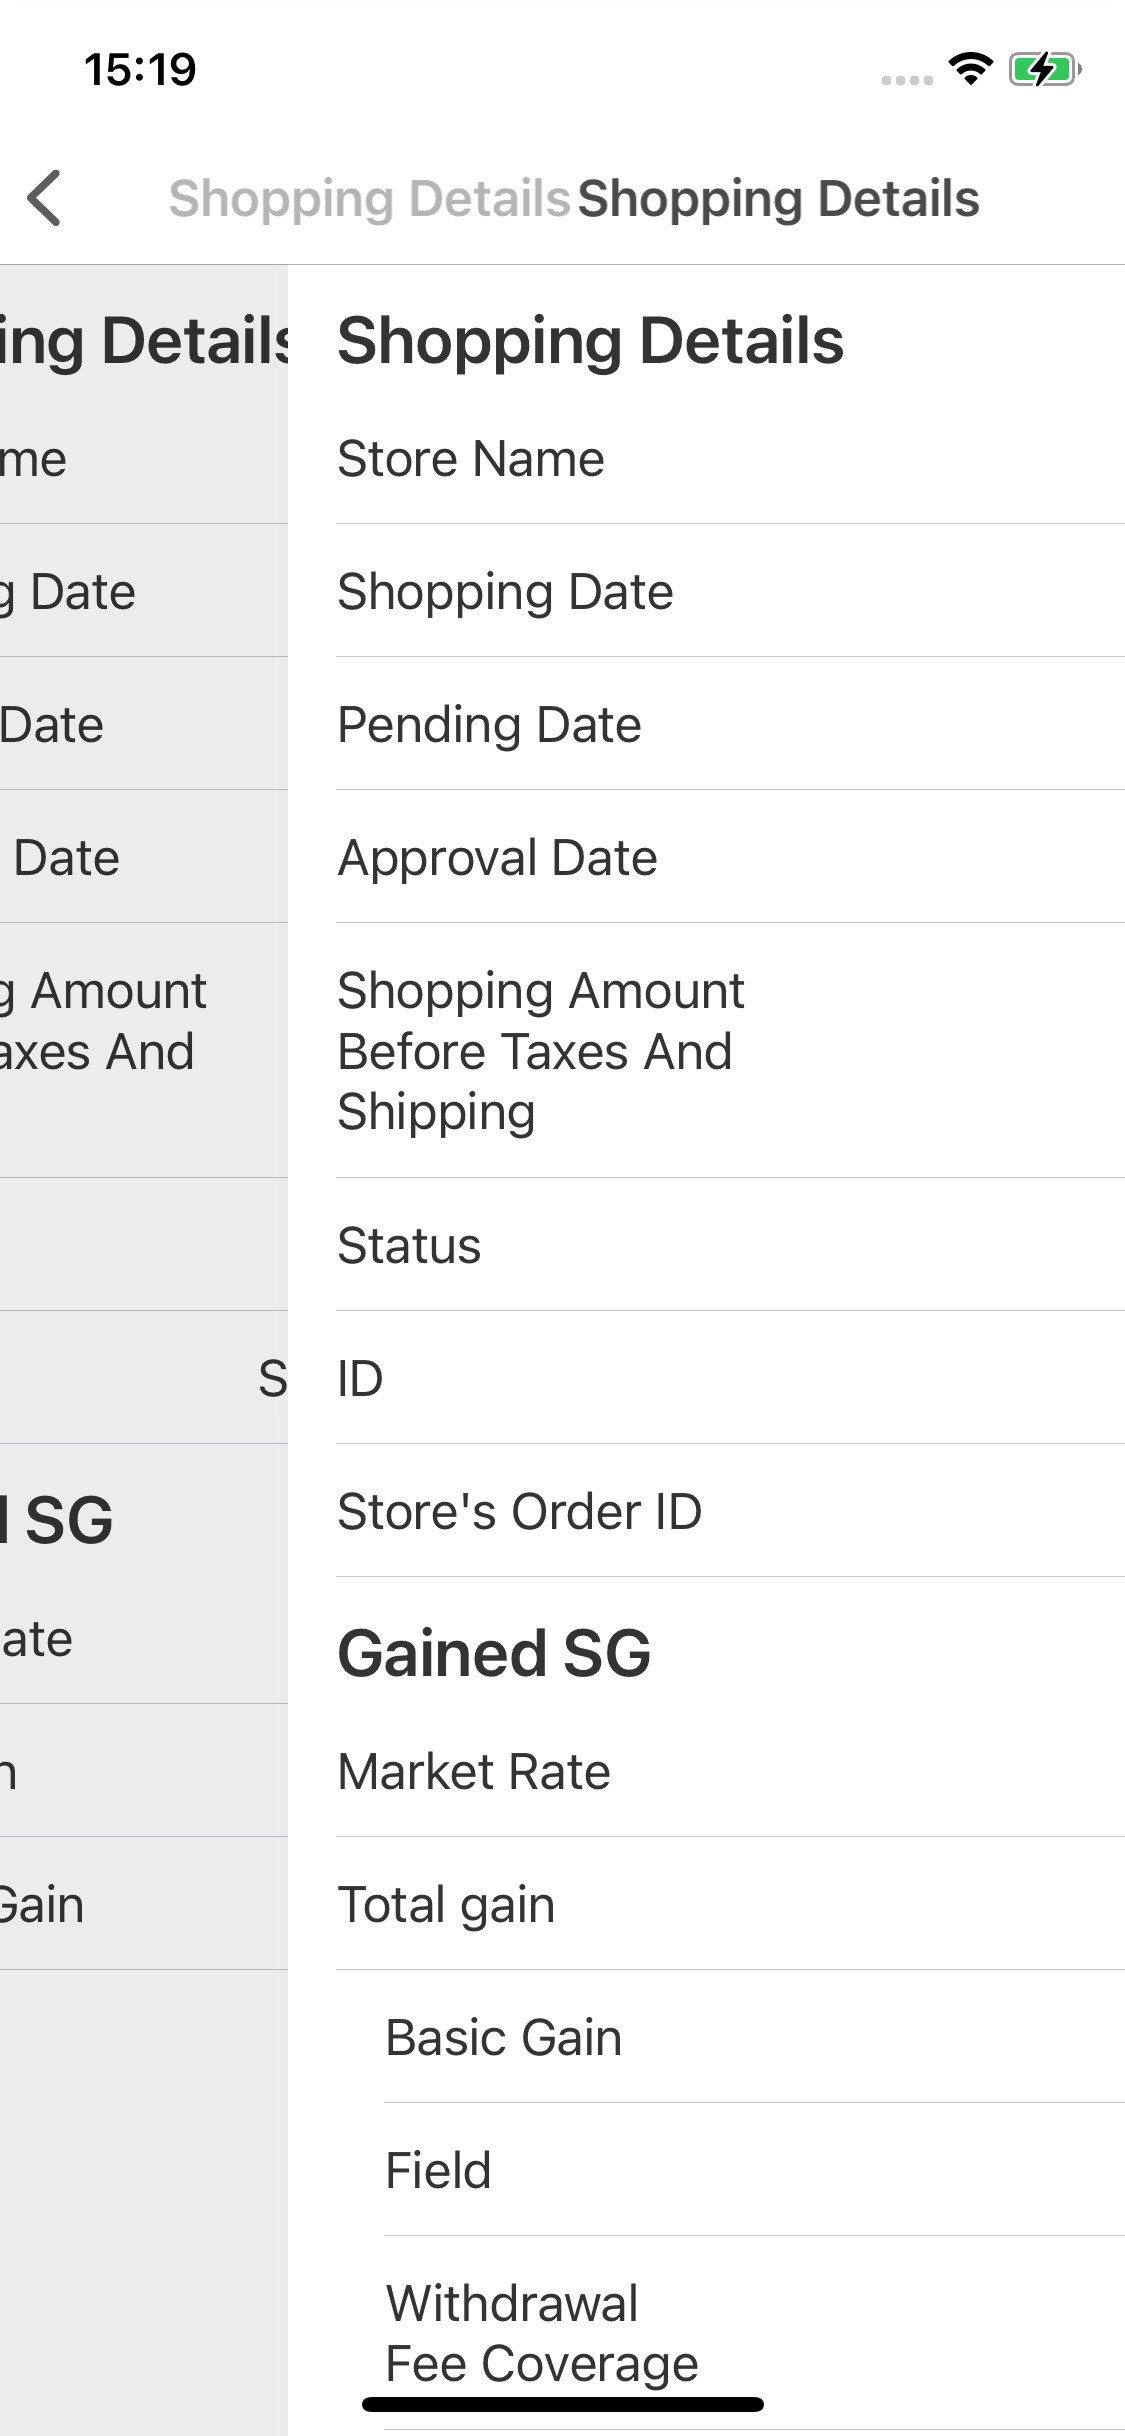 15:19
Shopping Details Shopping Details
ing Details
me
g Date
Date
Date
g Amount
axes And
S
SG
ate
n
Gain
Shopping Details
Store Name
Shopping Date
Pending Date
Approval Date
Shopping Amount
Before Taxes And
Shipping
Status
ID
Store's Order ID
Gained SG
Market Rate
Total gain
Basic Gain
Field
Withdrawal
Fee Coverage